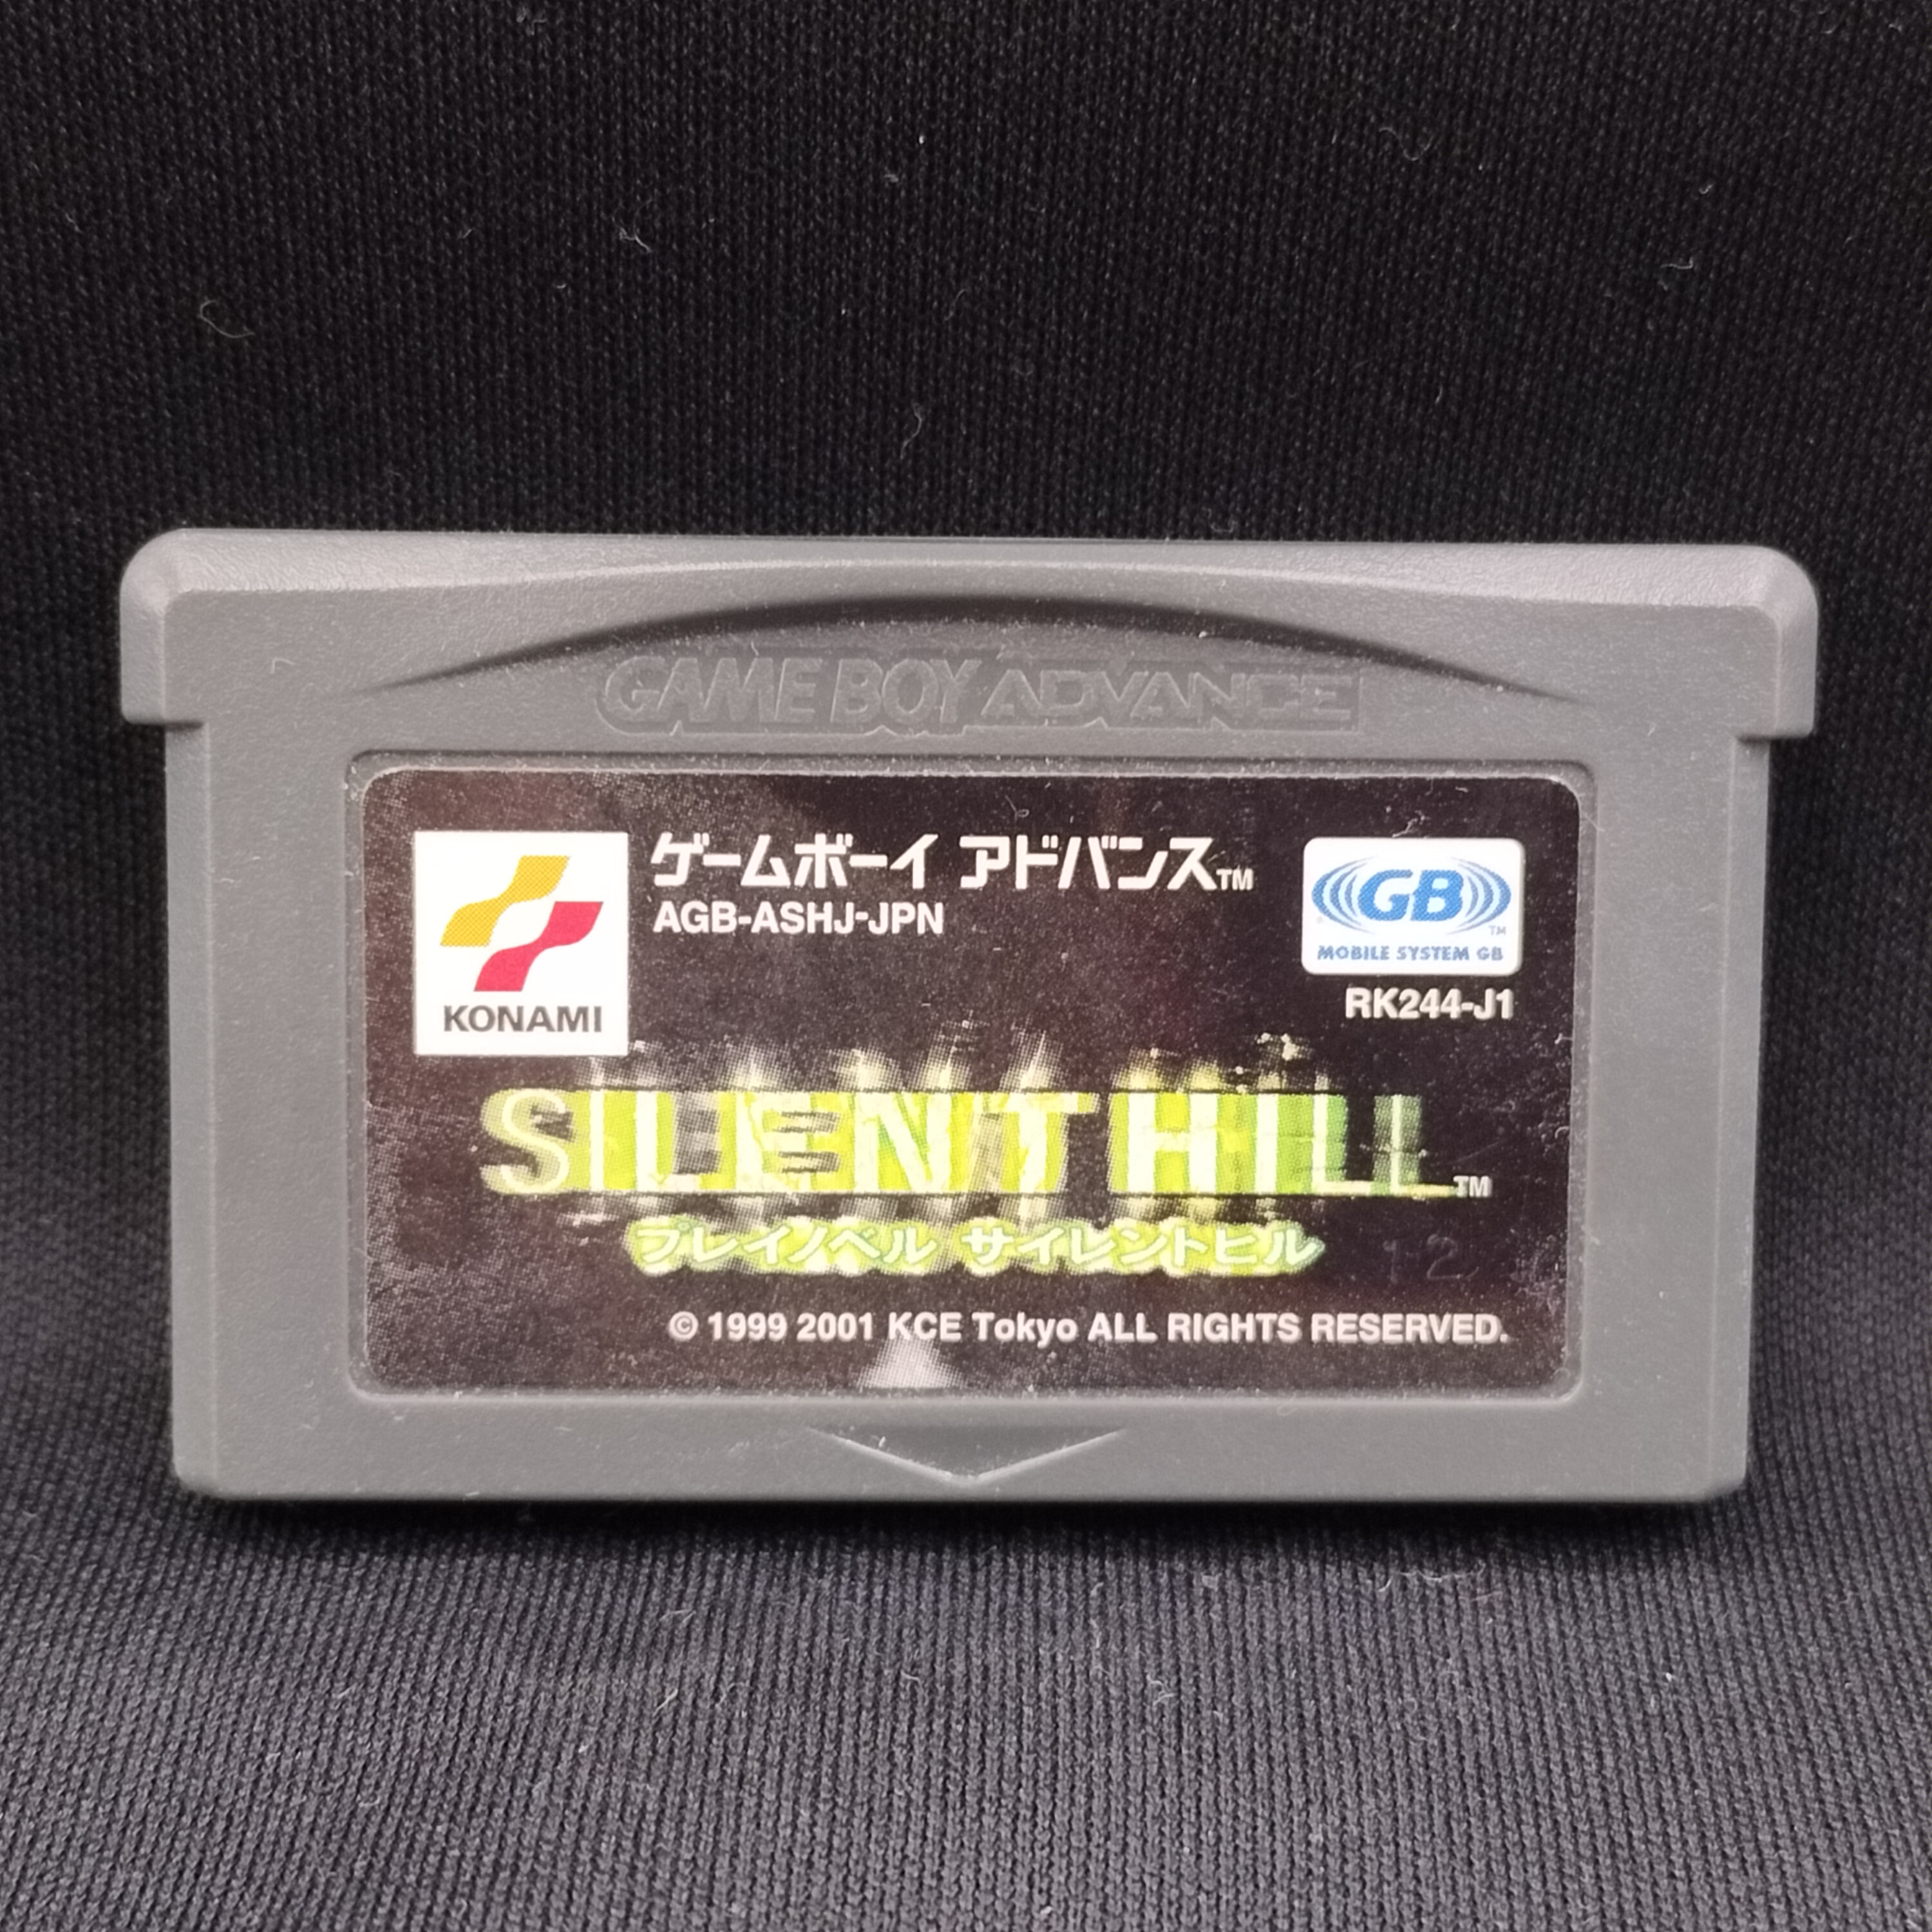 GAME BOY ADVANCE
ゲームボーイ アドバンス™
AGB-ASHJ-JPN
GB™
MOBILE SYSTEM GB
RK244-J1
KONAMI
SILENT HILL™
プレイノベル サイレントヒル
12
© 1999 2001 KCE Tokyo ALL RIGHTS RESERVED.